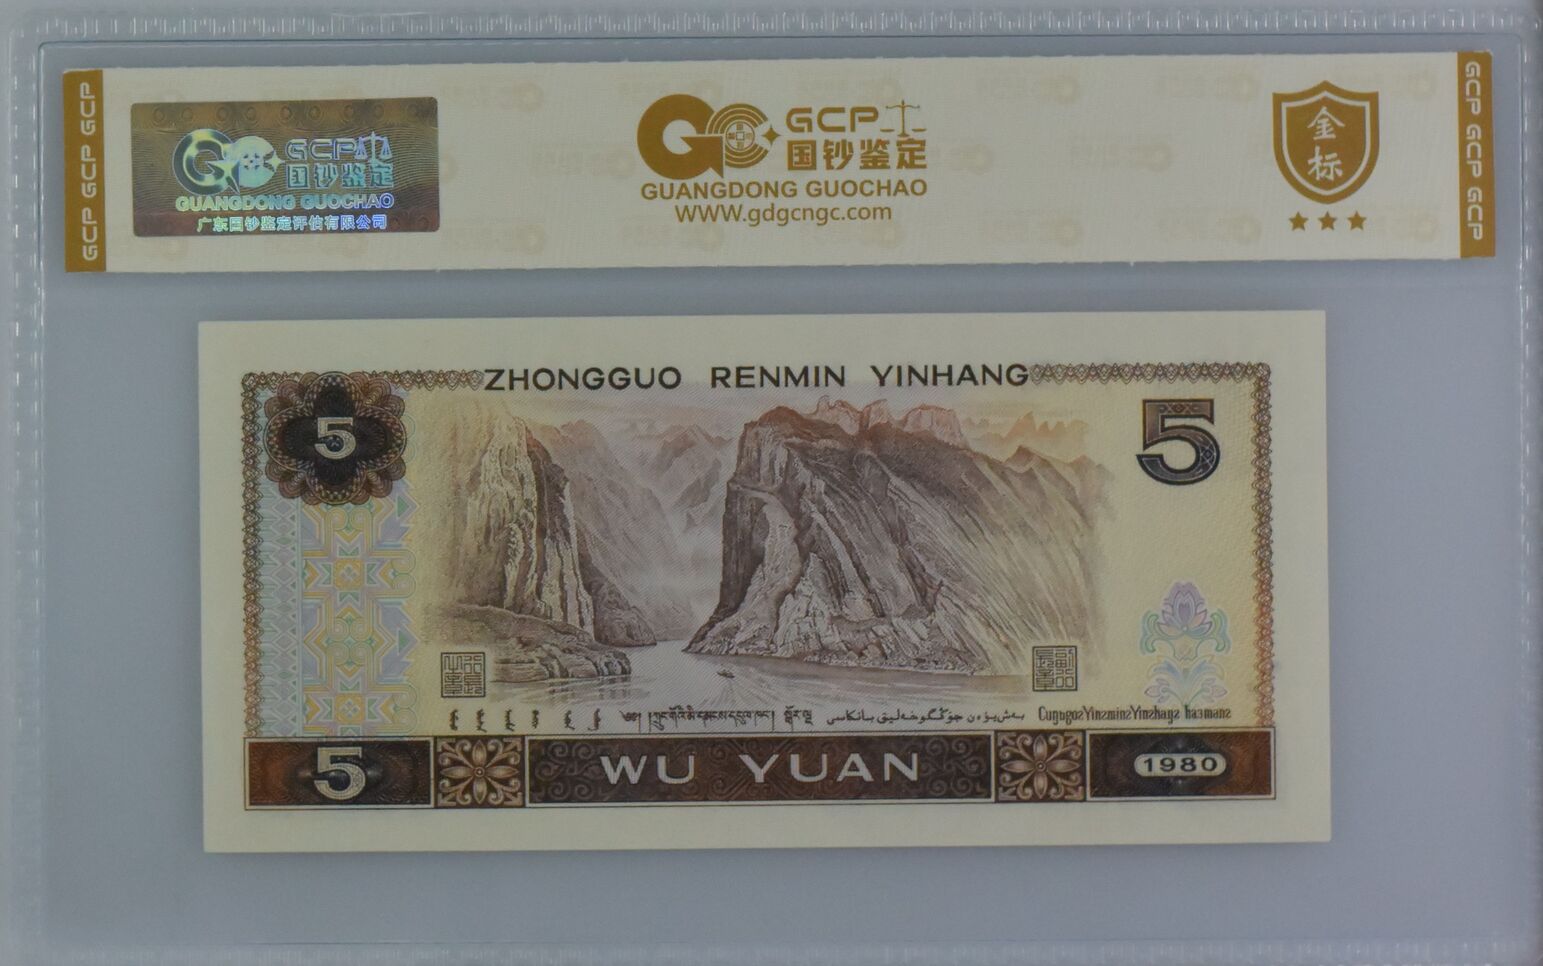 GCP GCP GCP
GCP
国钞鉴定
GUANGDONG GUOCHAO
广东国钞鉴定评估有限公司
GCP
国钞鉴定
GUANGDONG GUOCHAO
WWW.gdgcngc.com
金标
GCP GCP GCP
ZHONGGUO RENMIN YINHANG
5
5
5
WU YUAN
1980